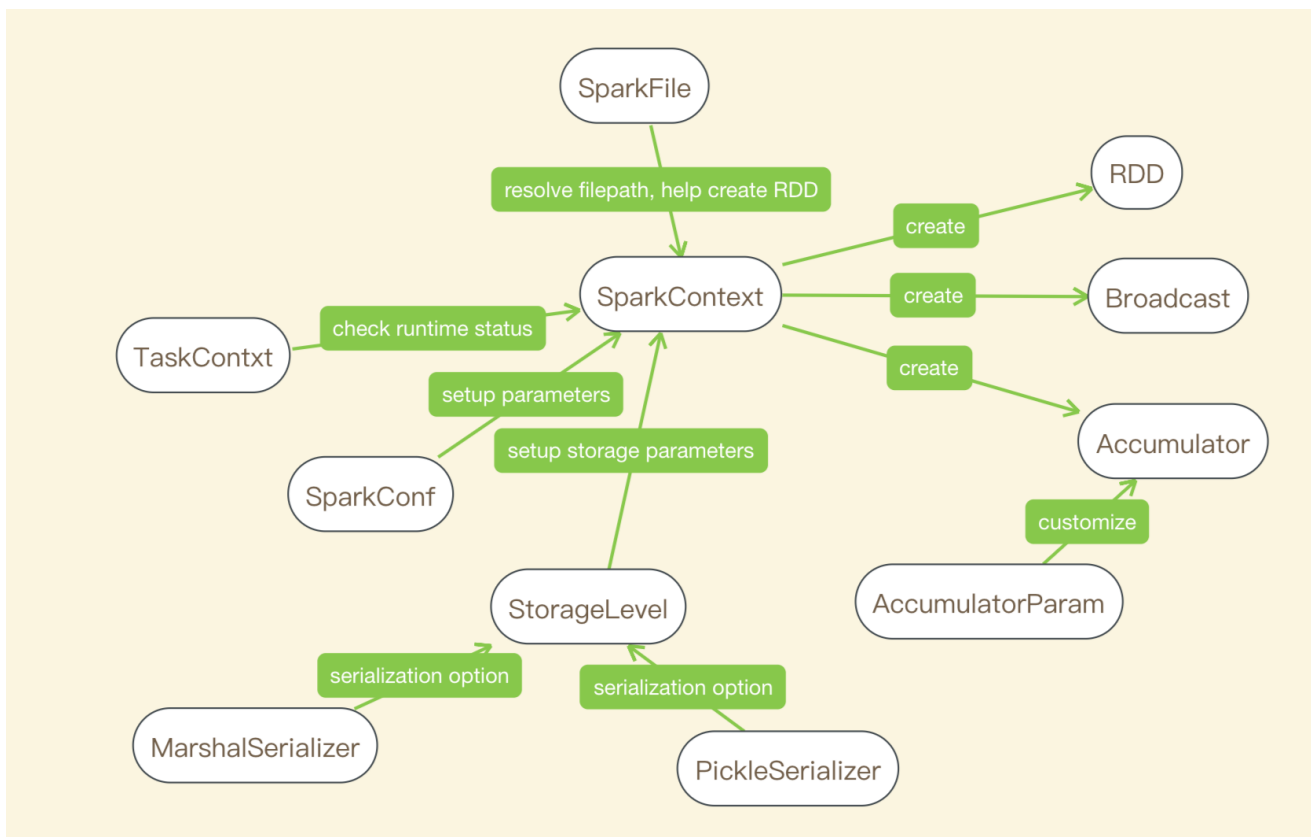 SparkFile
resolve filepath, help create RDD
RDD
create
SparkContext
create
Broadcast
check runtime status
TaskContxt
create
setup parameters
setup storage parameters
Accumulator
SparkConf
customize
StorageLevel
AccumulatorParam
serialization option
serialization option
MarshalSerializer
PickleSerializer